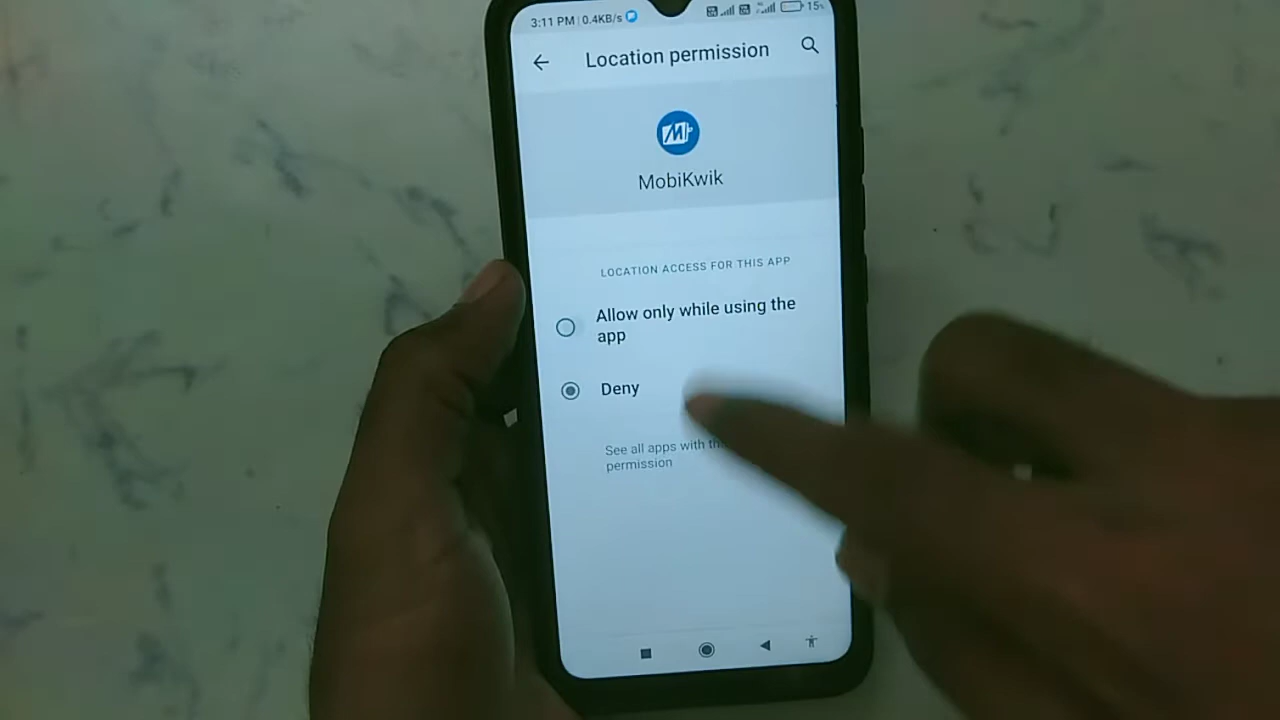 3:11 PM | 0.4KB/s
15
Location permission
MobiKwik
LOCATION ACCESS FOR THIS APP
Allow only while using the
app
Deny
See all apps with
permission